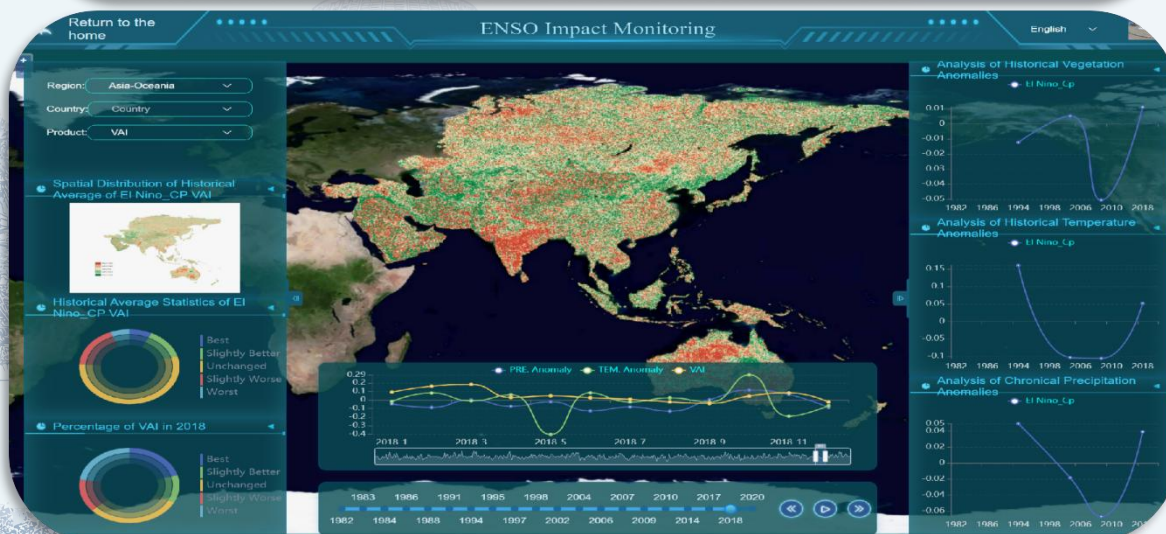 Return to the
home
ENSO Impact Monitoring
English
Region: Asia-Oceania
Country: Country
Product: VAI
Spatial Distribution of Historical
Average of El Nino_CP VAI
Historical Average Statistics of El
Nino_CP VAI
Best
Slightly Better
Unchanged
Slightly Worse
Worst
Percentage of VAI in 2018
Best
Slightly Better
Unchanged
Slightly Worse
Worst
PRE. Anomaly TEM. Anomaly VAI
0.29
0.2
0.1
0
-0.1
-0.2
-0.3
-0.4
2018-1 2018-3 2018-5 2018-7 2018-9 2018-11
1983 1986 1991 1995 1998 2004 2007 2010 2017 2020
1982 1984 1988 1994 1997 2002 2006 2009 2014 2018
Analysis of Historical Vegetation
Anomalies
El Nino_Cp
0.01
0
-0.01
-0.02
-0.03
-0.04
-0.05
1982 1986 1994 1998 2006 2010 2018
Analysis of Historical Temperature
Anomalies
El Nino_Cp
0.15
0.1
0.05
0
-0.05
-0.1
1982 1986 1994 1998 2006 2010 2018
Analysis of Chronical Precipitation
Anomalies
El Nino_Cp
0.05
0.04
0.02
0
-0.02
-0.04
-0.06
1982 1986 1994 1998 2006 2010 2018